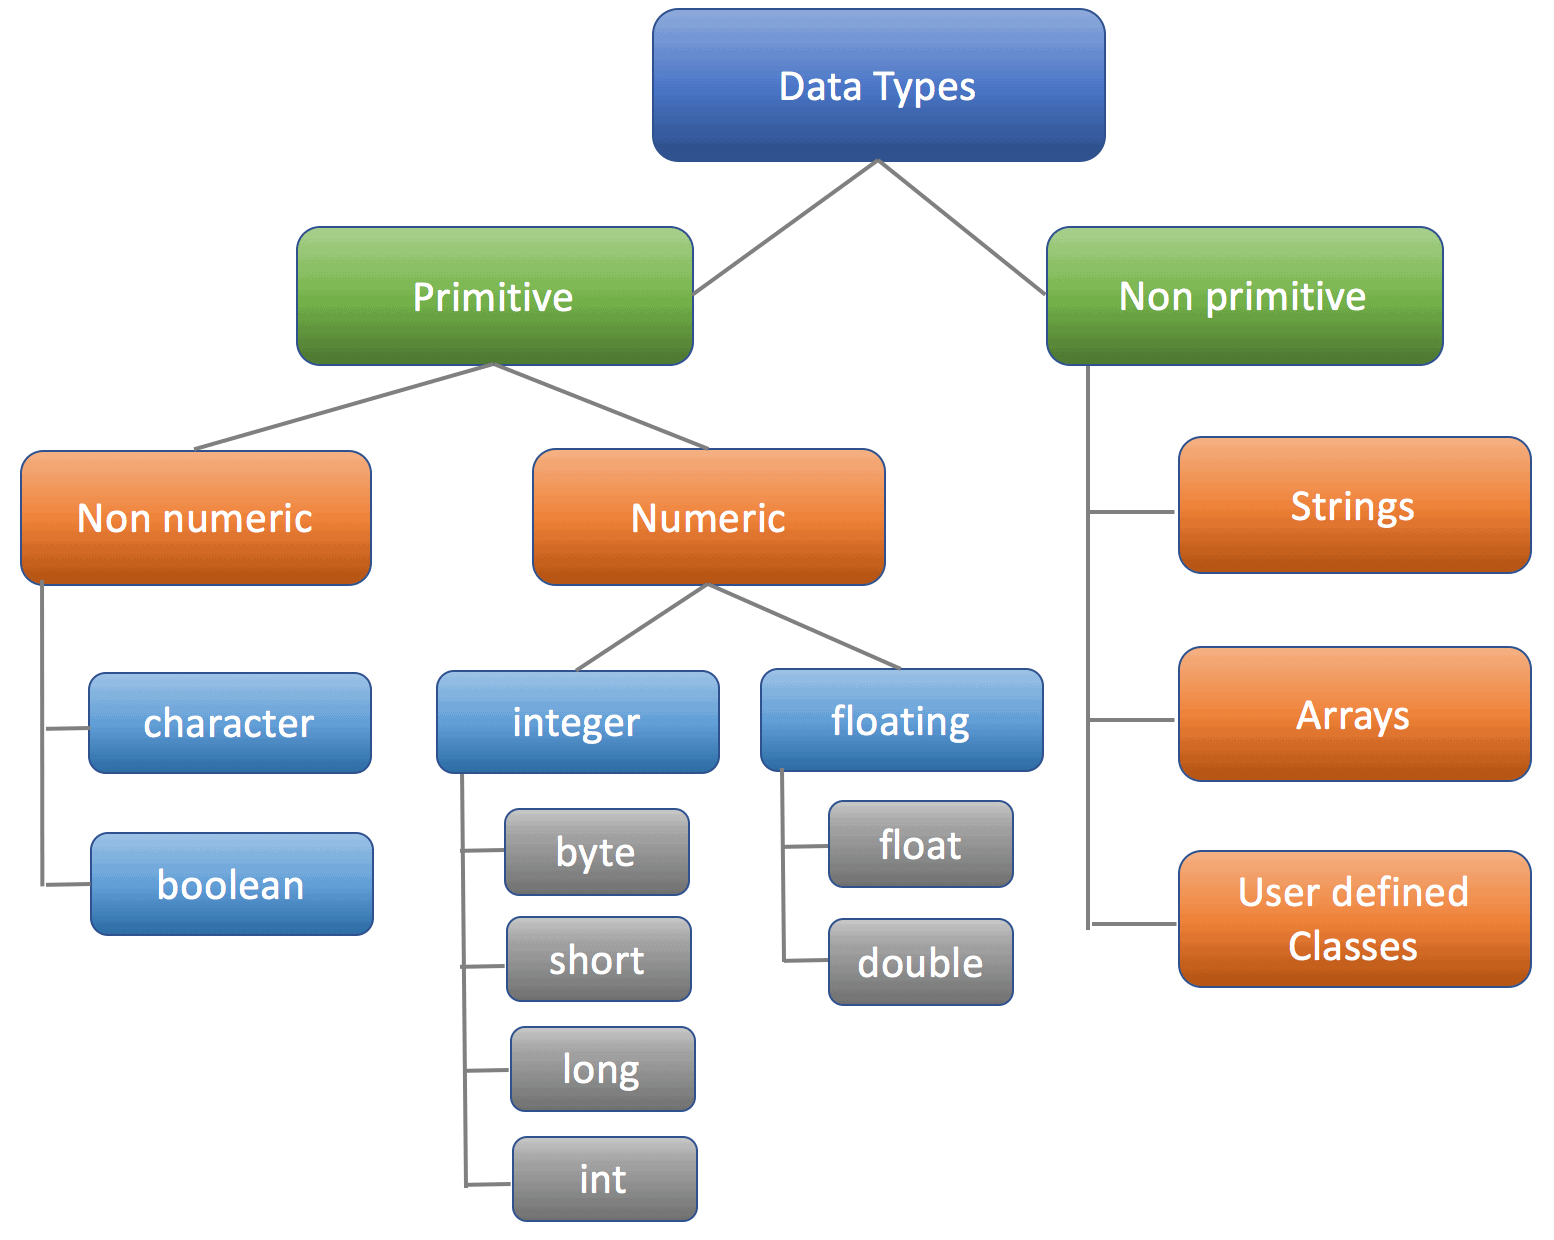 Data Types
Primitive
Non primitive
Non numeric
Numeric
Strings
character
integer
floating
Arrays
boolean
byte
float
User defined
Classes
short
double
long
int